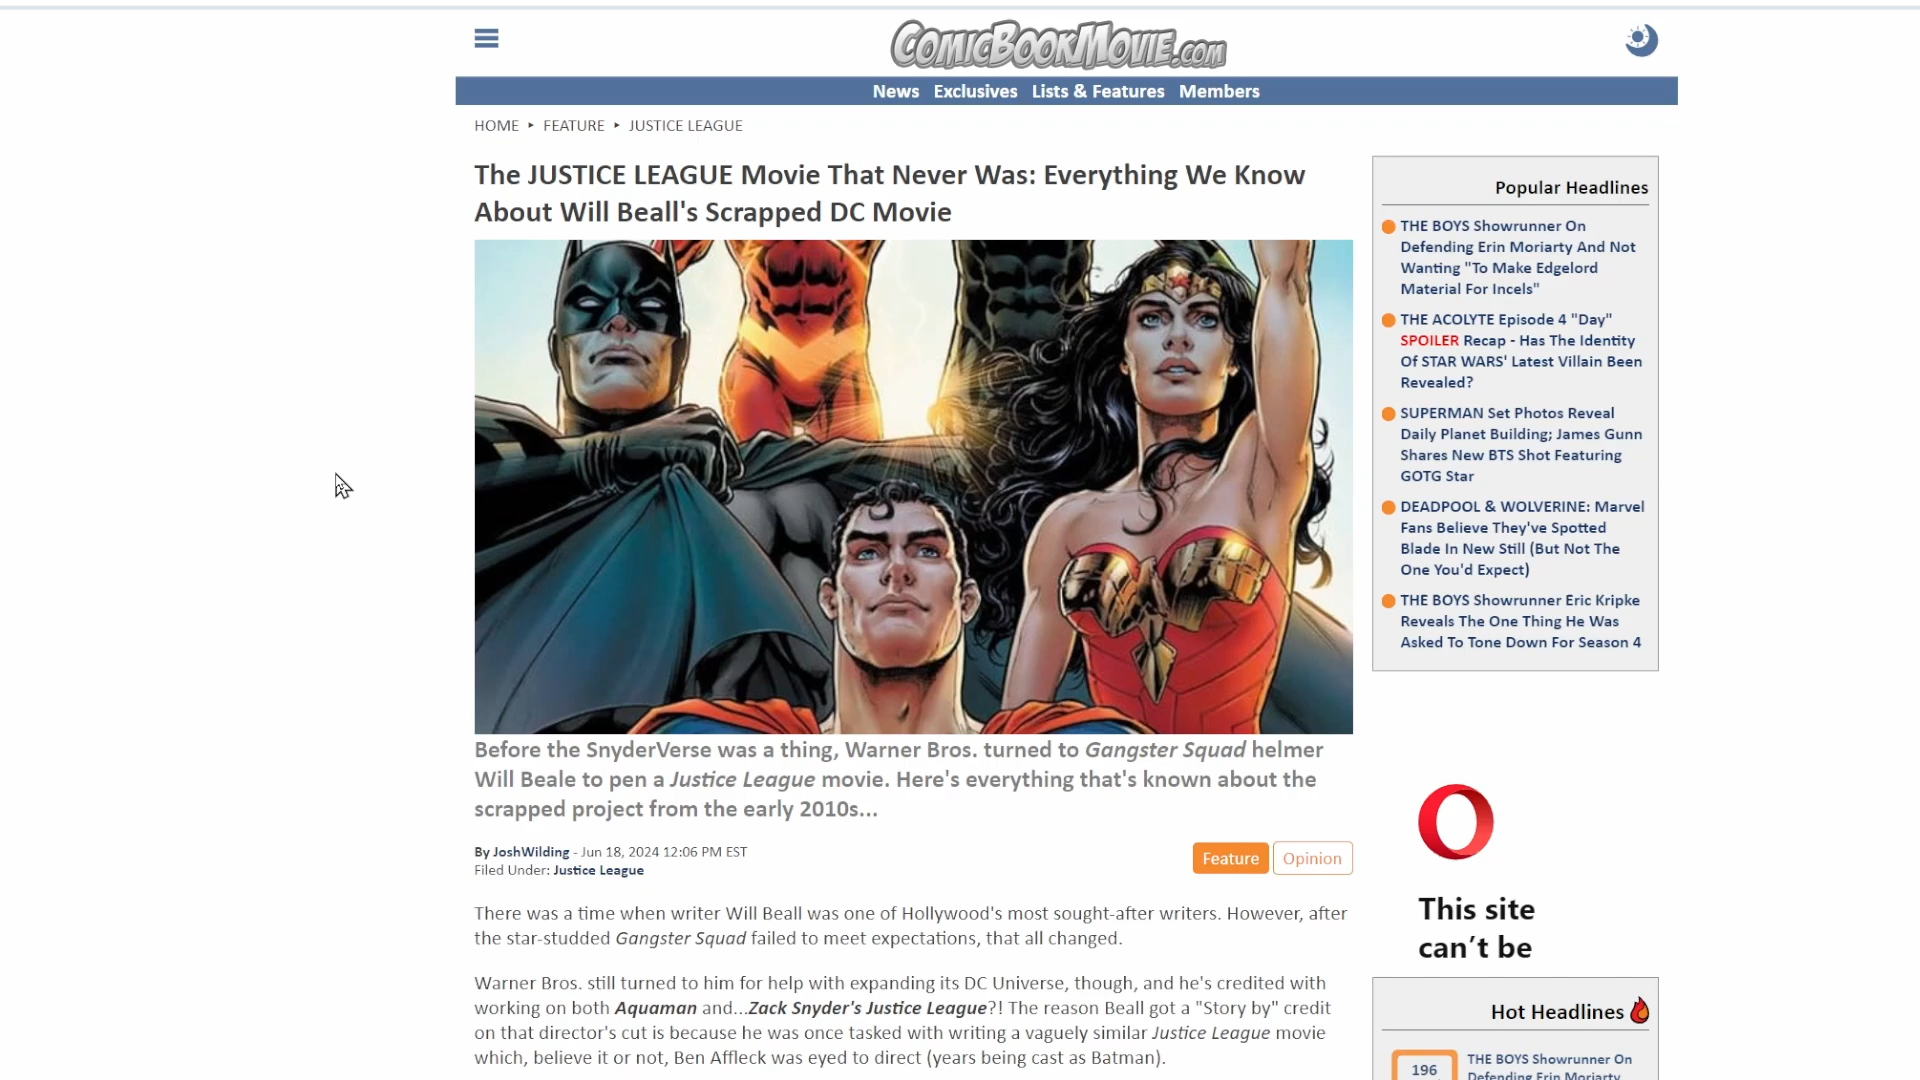 ComicBookMovie.com
News Exclusives Lists & Features Members
HOME ▸ FEATURE ▸ JUSTICE LEAGUE
The JUSTICE LEAGUE Movie That Never Was: Everything We Know
About Will Beall's Scrapped DC Movie
Before the SnyderVerse was a thing, Warner Bros. turned to Gangster Squad helmer
Will Beale to pen a Justice League movie. Here's everything that's known about the
scrapped project from the early 2010s...
By JoshWilding - Jun 18, 2024 12:06 PM EST
Filed Under: Justice League
Feature Opinion
There was a time when writer Will Beall was one of Hollywood's most sought-after writers. However, after
the star-studded Gangster Squad failed to meet expectations, that all changed.
Warner Bros. still turned to him for help with expanding its DC Universe, though, and he's credited with
working on both Aquaman and...Zack Snyder's Justice League?! The reason Beall got a "Story by" credit
on that director's cut is because he was once tasked with writing a vaguely similar Justice League movie
which, believe it or not, Ben Affleck was eyed to direct (years being cast as Batman).
Popular Headlines
THE BOYS Showrunner On
Defending Erin Moriarty And Not
Wanting "To Make Edgelord
Material For Incels"
THE ACOLYTE Episode 4 "Day"
SPOILER Recap - Has The Identity
Of STAR WARS' Latest Villain Been
Revealed?
SUPERMAN Set Photos Reveal
Daily Planet Building; James Gunn
Shares New BTS Shot Featuring
GOTG Star
DEADPOOL & WOLVERINE: Marvel
Fans Believe They've Spotted
Blade In New Still (But Not The
One You'd Expect)
THE BOYS Showrunner Eric Kripke
Reveals The One Thing He Was
Asked To Tone Down For Season 4
This site
can't be
Hot Headlines
196
THE BOYS Showrunner On
Defending Erin Moriarty